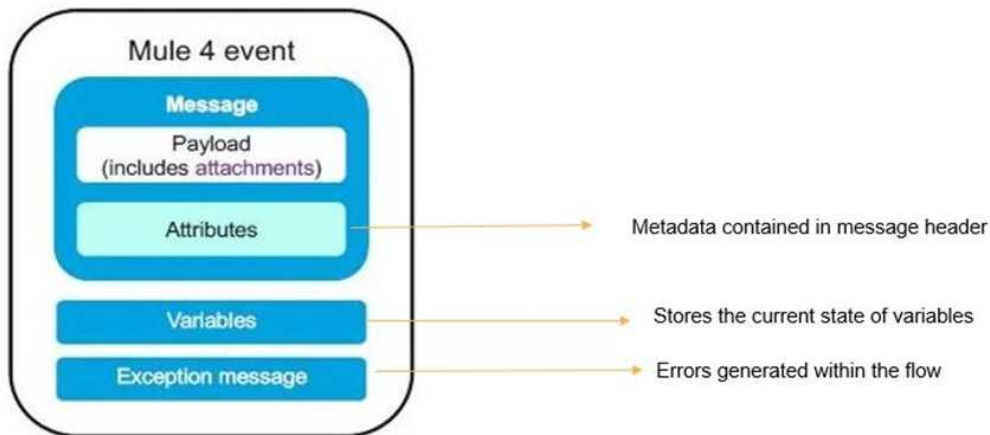 Mule 4 event
Message
Payload
(includes attachments)
Attributes
Metadata contained in message header
Variables
Stores the current state of variables
Exception message
Errors generated within the flow